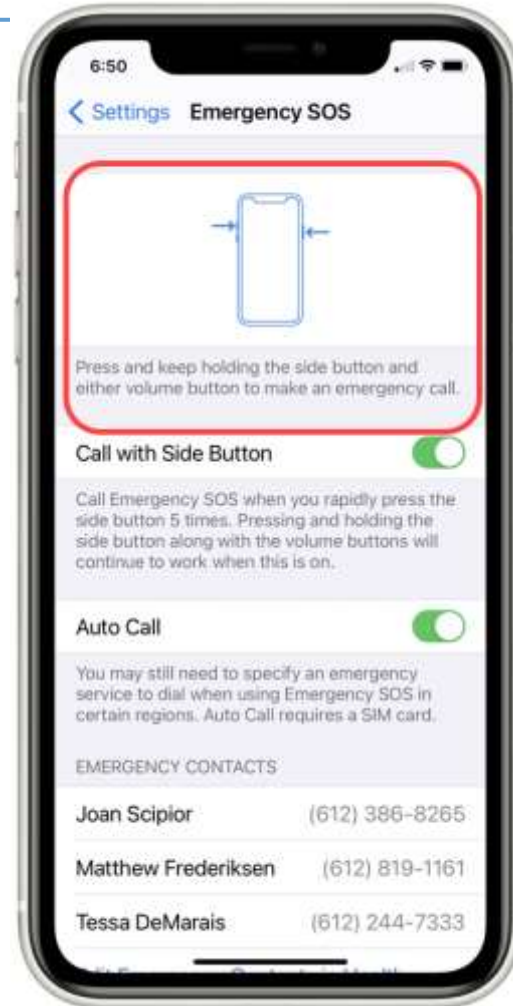 6:50
Settings Emergency SOS
Press and keep holding the side button and
either volume button to make an emergency call.
Call with Side Button
Call Emergency SOS when you rapidly press the
side button 5 times. Pressing and holding the
side button along with the volume buttons will
continue to work when this is on.
Auto Call
You may still need to specify an emergency
service to dial when using Emergency SOS in
certain regions. Auto Call requires a SIM card.
EMERGENCY CONTACTS
Joan Scipior (612) 386-8265
Matthew Frederiksen (612) 819-1161
Tessa DeMarais (612) 244-7333